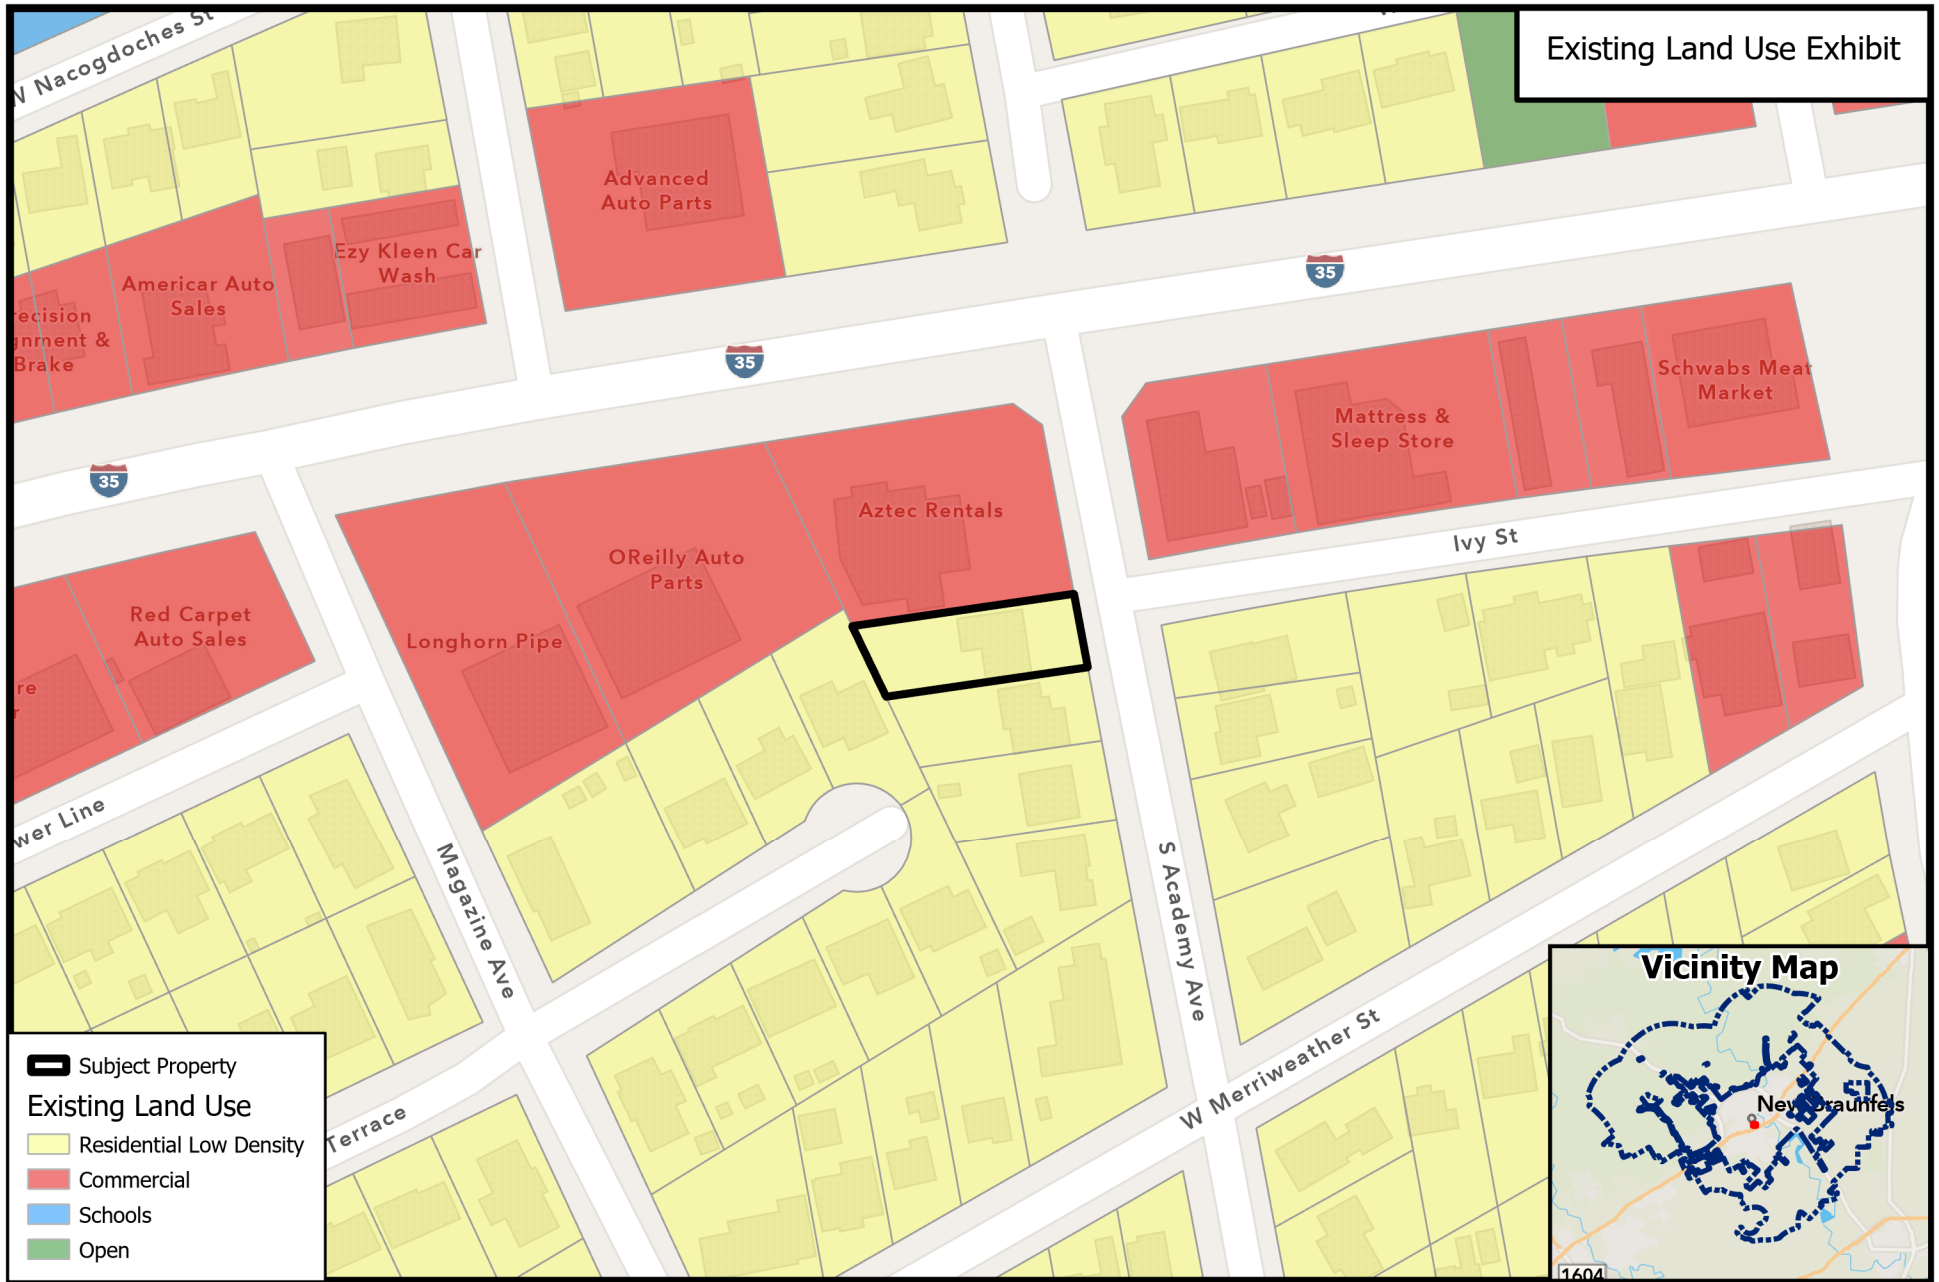 Existing Land Use Exhibit
W Nacogdoches St
Advanced
Auto Parts
Ezy Kleen Car
Wash
Americar Auto
Sales
recision
gnment &
Brake
35
35
35
Schwabs Meat
Market
Mattress &
Sleep Store
Aztec Rentals
Ivy St
OReilly Auto
Parts
Longhorn Pipe
Red Carpet
Auto Sales
re
r
wer Line
Magazine Ave
S Academy Ave
W Merriweather St
Terrace
Subject Property
Existing Land Use
Residential Low Density
Commercial
Schools
Open
Vicinity Map
New Braunfels
1604